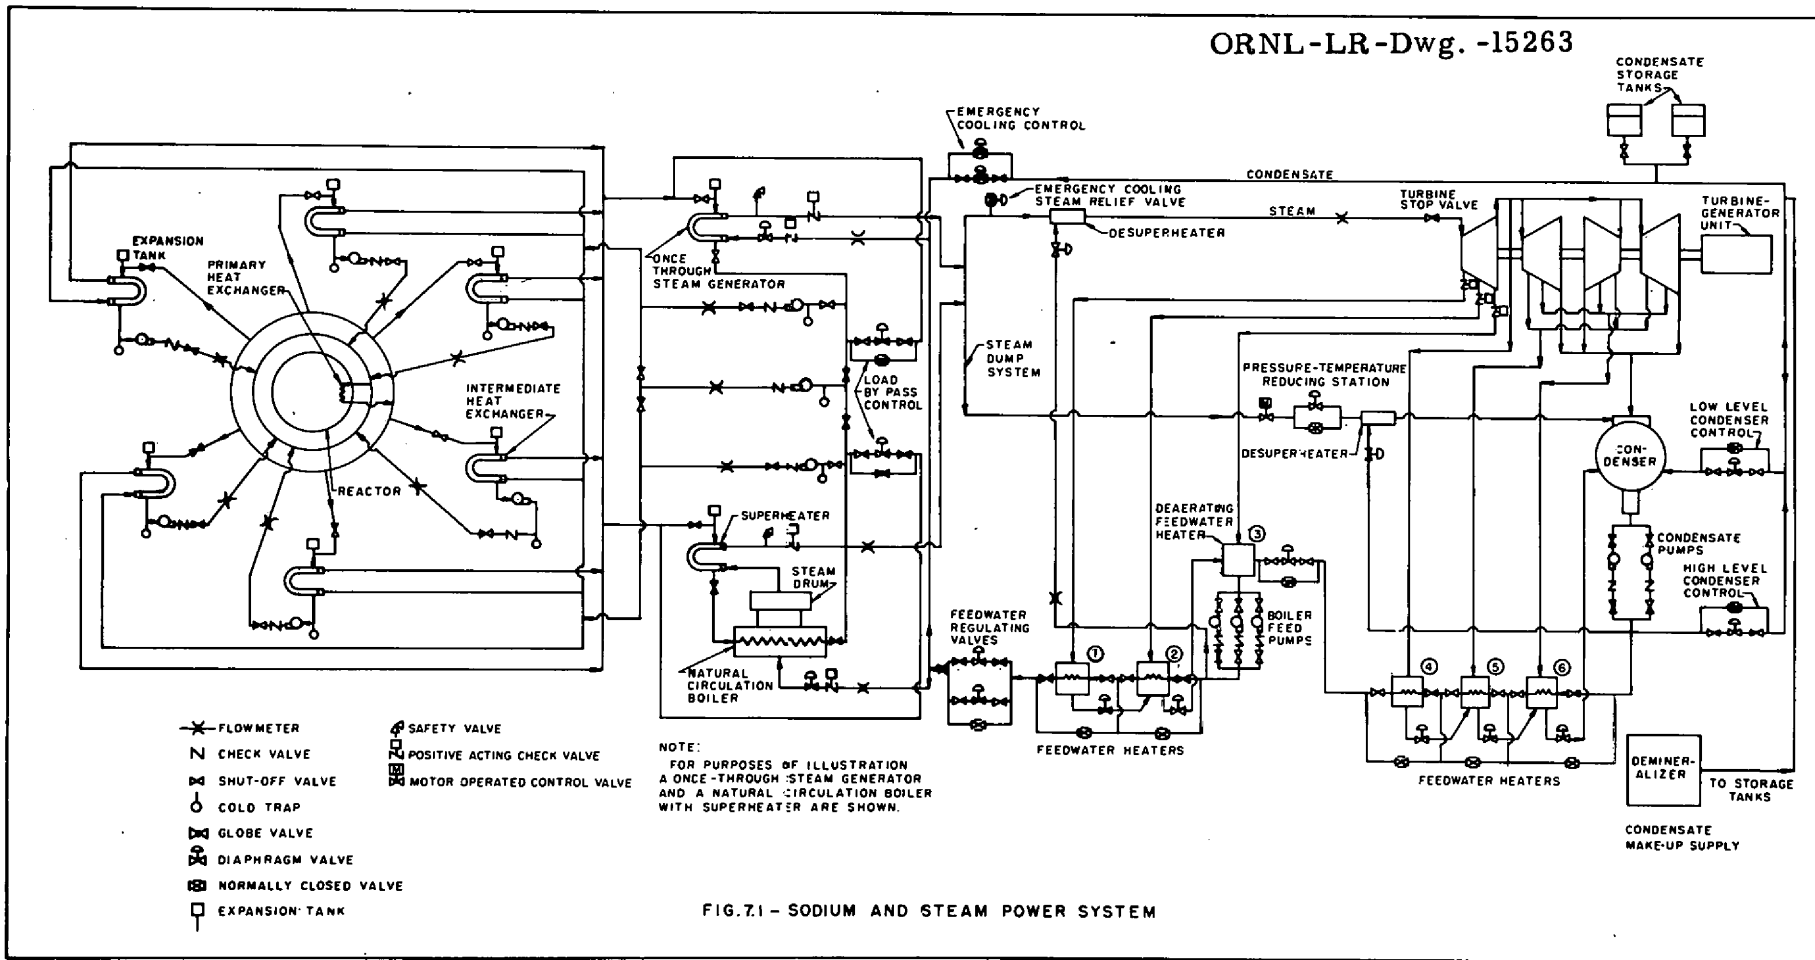 ORNL-LR-Dwg. -15263
CONDENSATE
STORAGE
TANKS
EMERGENCY
COOLING CONTROL
CONDENSATE
EMERGENCY COOLING
STEAM RELIEF VALVE
TURBINE
STOP VALVE
TURBINE-
GENERATOR
UNIT
STEAM
DESUPERHEATER
EXPANSION
TANK
PRIMARY
HEAT
EXCHANGER
ONCE
THROUGH
STEAM GENERATOR
STEAM
DUMP
SYSTEM
LOAD
BY PASS
CONTROL
PRESSURE-TEMPERATURE
REDUCING STATION
INTERMEDIATE
HEAT
EXCHANGER
LOW LEVEL
CONDENSER
CONTROL
DESUPERHEATER
CON-
DENSER
REACTOR
SUPERHEATER
DEAERATING
FEEDWATER
HEATER
3
CONDENSATE
PUMPS
STEAM
DRUM
HIGH LEVEL
CONDENSER
CONTROL
FEEDWATER
REGULATING
VALVES
BOILER
FEED
PUMPS
1
2
4
5
6
NATURAL
CIRCULATION
BOILER
FEEDWATER HEATERS
FEEDWATER HEATERS
DEMINER-
ALIZER
TO STORAGE
TANKS
CONDENSATE
MAKE-UP SUPPLY
FLOWMETER
CHECK VALVE
SHUT-OFF VALVE
COLD TRAP
GLOBE VALVE
DIAPHRAGM VALVE
NORMALLY CLOSED VALVE
EXPANSION TANK
SAFETY VALVE
POSITIVE ACTING CHECK VALVE
M
MOTOR OPERATED CONTROL VALVE
NOTE:
FOR PURPOSES OF ILLUSTRATION
A ONCE-THROUGH STEAM GENERATOR
AND A NATURAL CIRCULATION BOILER
WITH SUPERHEATER ARE SHOWN.
FIG.7.1 - SODIUM AND STEAM POWER SYSTEM